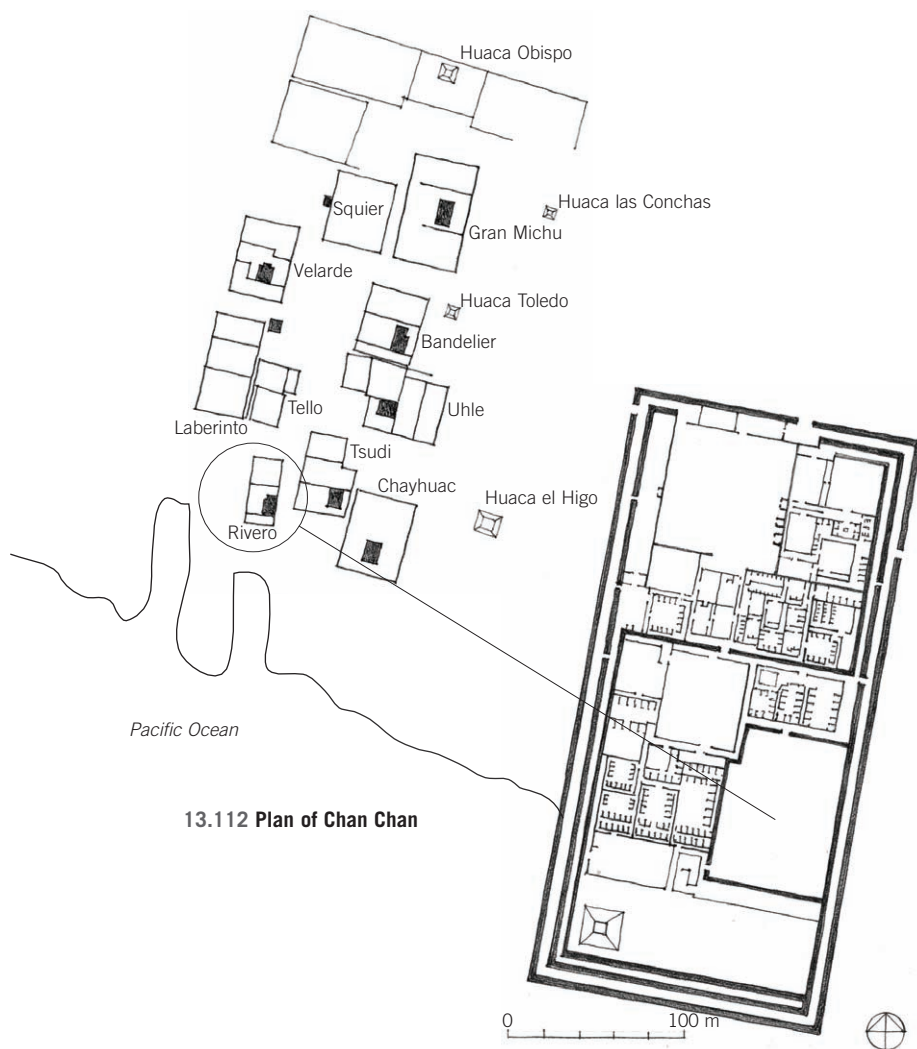 Huaca Obispo
Squier
Huaca las Conchas
Gran Michu
Velarde
Huaca Toledo
Bandelier
Tello
Uhle
Laberinto
Tsudi
Chayhuac
Huaca el Higo
Rivero
Pacific Ocean
13.112 Plan of Chan Chan
0 100 m